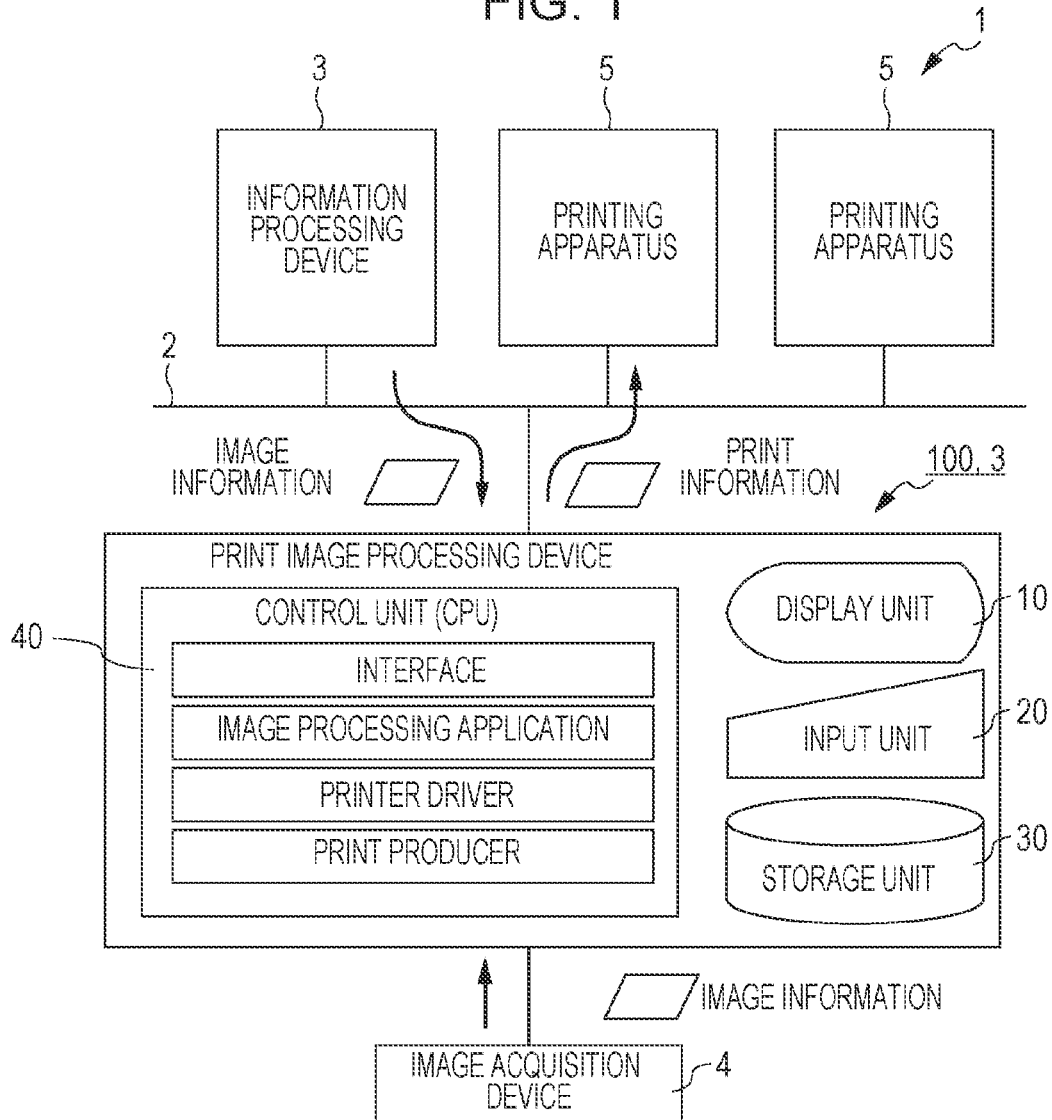 FIG. 1
1
3
5
5
INFORMATION
PROCESSING
DEVICE
PRINTING
APPARATUS
PRINTING
APPARATUS
2
IMAGE
INFORMATION
PRINT
INFORMATION
100, 3
PRINT IMAGE PROCESSING DEVICE
CONTROL UNIT (CPU)
40
INTERFACE
IMAGE PROCESSING APPLICATION
PRINTER DRIVER
PRINT PRODUCER
DISPLAY UNIT
10
INPUT UNIT
20
STORAGE UNIT
30
IMAGE INFORMATION
IMAGE ACQUISITION
DEVICE
4